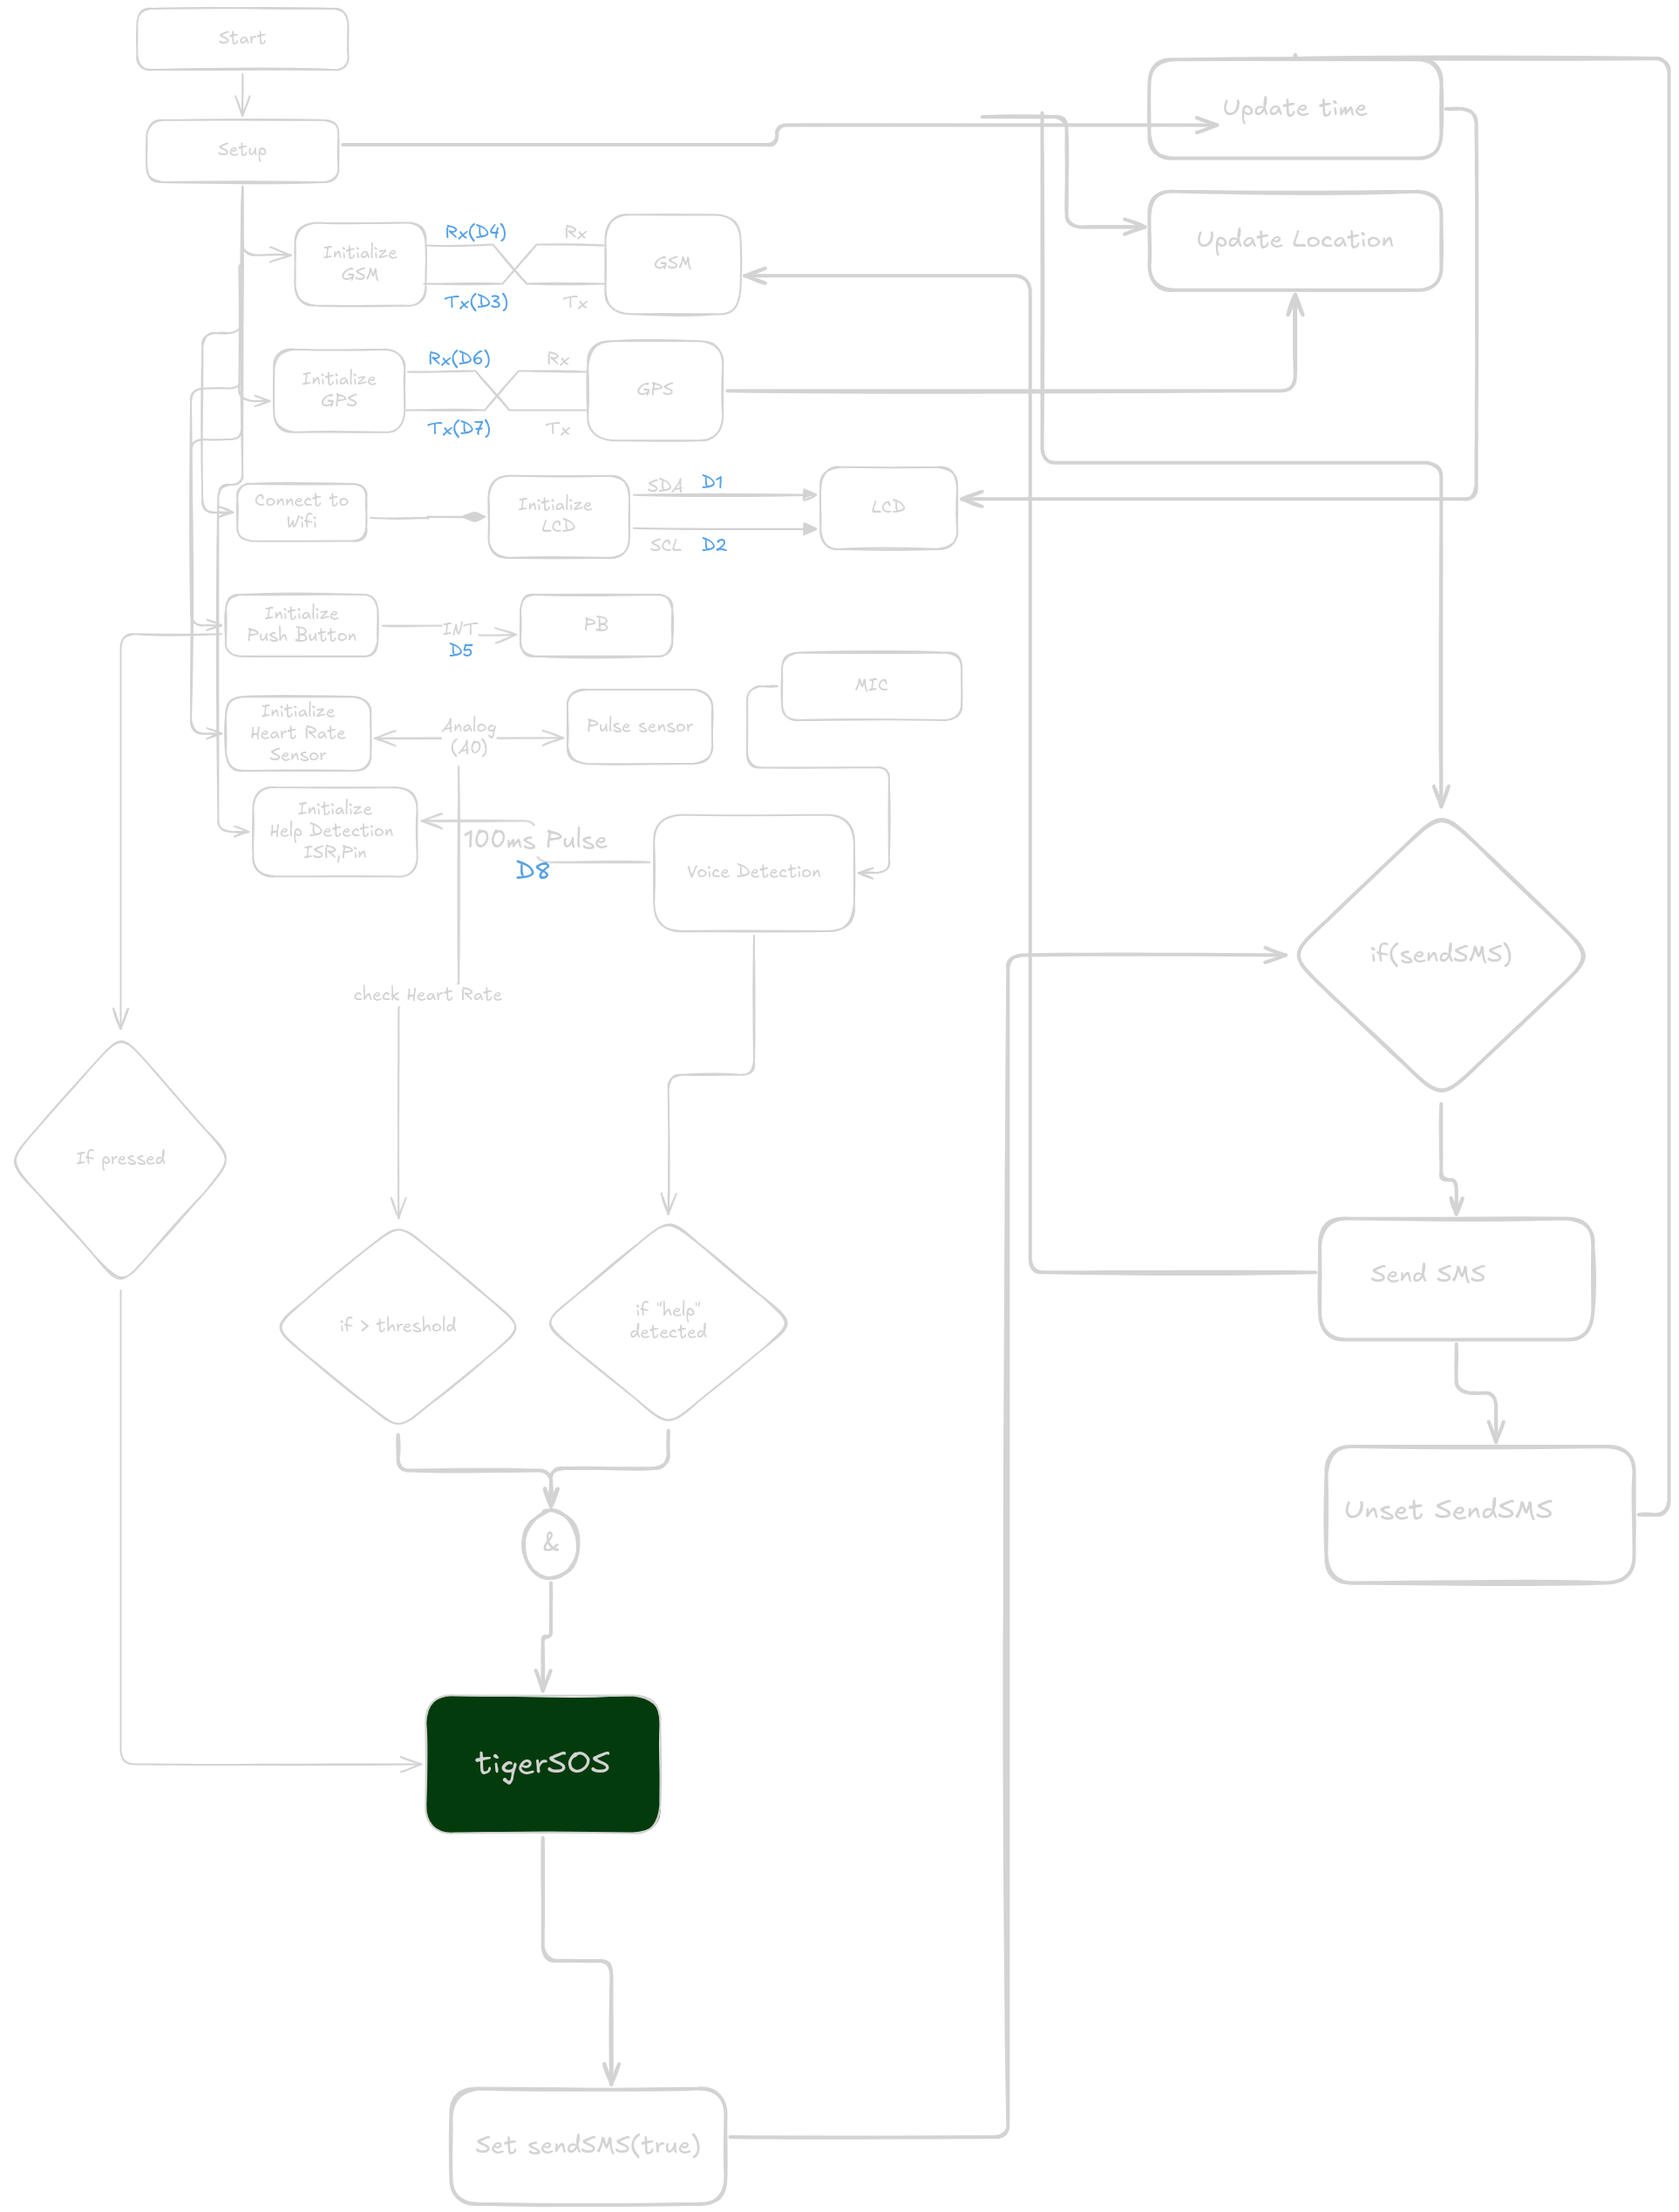 Start
Update time
Setup
Rx(D4)
Rx
Initialize
GSM
GSM
Update Location
Tx(D3)
Tx
Rx(D6)
Rx
Initialize
GPS
GPS
Tx(D7)
Tx
SDA
D1
Connect to
Wifi
Initialize
LCD
LCD
SCL
D2
Initialize
Push Button
INT
D5
PB
MIC
Initialize
Heart Rate
Sensor
Analog
(A0)
Pulse sensor
Initialize
Help Detection
ISR,Pin
100ms Pulse
D8
Voice Detection
if(sendSMS)
check Heart Rate
If pressed
Send SMS
if > threshold
if "help"
detected
Unset SendSMS
&
tigerSOS
Set sendSMS(true)